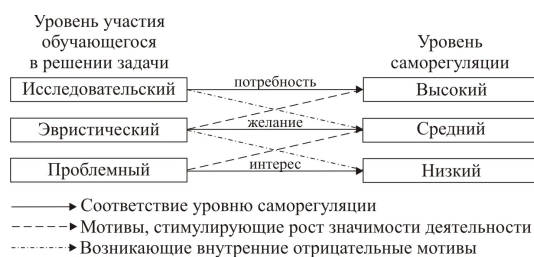 Уровень участия
обучающегося
в решении задачи
Уровень
саморегуляции
Исследовательский
потребность
Высокий
Эвристический
желание
Средний
Проблемный
интерес
Низкий
Соответствие уровню саморегуляции
Мотивы, стимулирующие рост значимости деятельности
Возникающие внутренние отрицательные мотивы